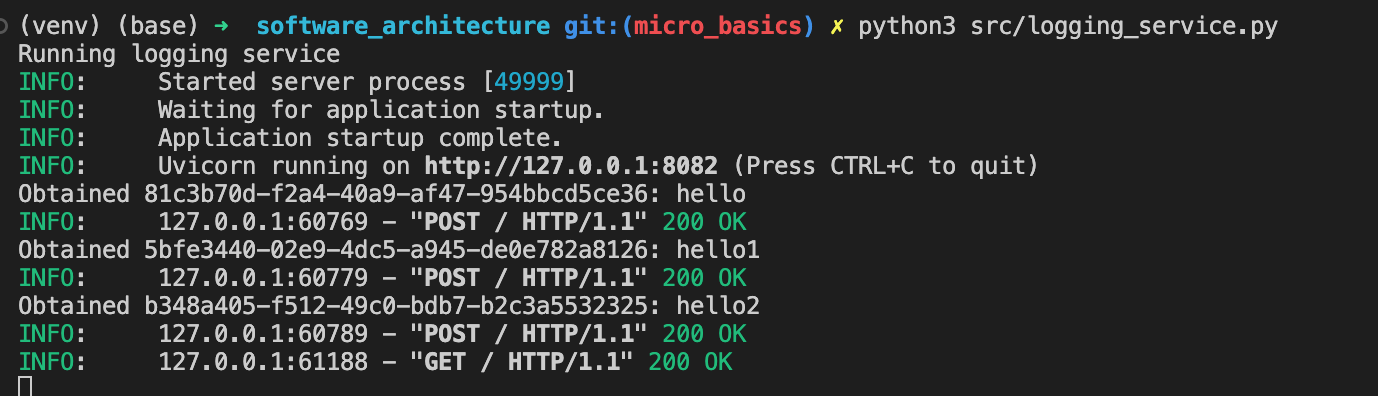 (venv) (base) ➜ software_architecture git:(micro_basics) ✗ python3 src/logging_service.py
Running logging service
INFO:     Started server process [49999]
INFO:     Waiting for application startup.
INFO:     Application startup complete.
INFO:     Uvicorn running on http://127.0.0.1:8082 (Press CTRL+C to quit)
Obtained 81c3b70d-f2a4-40a9-af47-954bbcd5ce36: hello
INFO:     127.0.0.1:60769 - "POST / HTTP/1.1" 200 OK
Obtained 5bfe3440-02e9-4dc5-a945-de0e782a8126: hello1
INFO:     127.0.0.1:60779 - "POST / HTTP/1.1" 200 OK
Obtained b348a405-f512-49c0-bdb7-b2c3a5532325: hello2
INFO:     127.0.0.1:60789 - "POST / HTTP/1.1" 200 OK
INFO:     127.0.0.1:61188 - "GET / HTTP/1.1" 200 OK